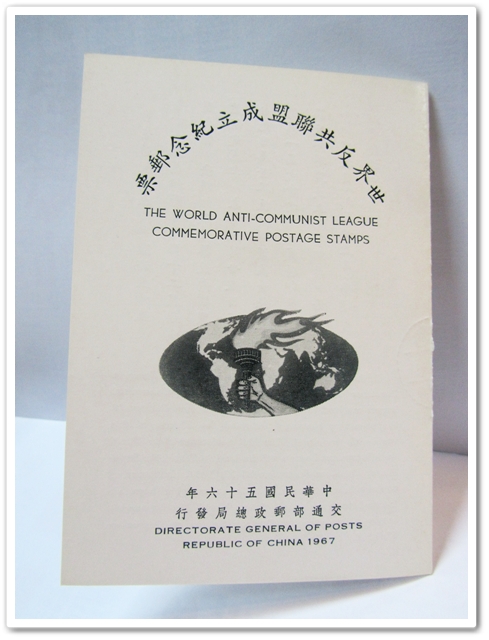 世界反共聯盟成立紀念郵票
THE WORLD ANTI-COMMUNIST LEAGUE
COMMEMORATIVE POSTAGE STAMPS
中華民國五十六年
交通部郵政總局發行
DIRECTORATE GENERAL OF POSTS
REPUBLIC OF CHINA 1967